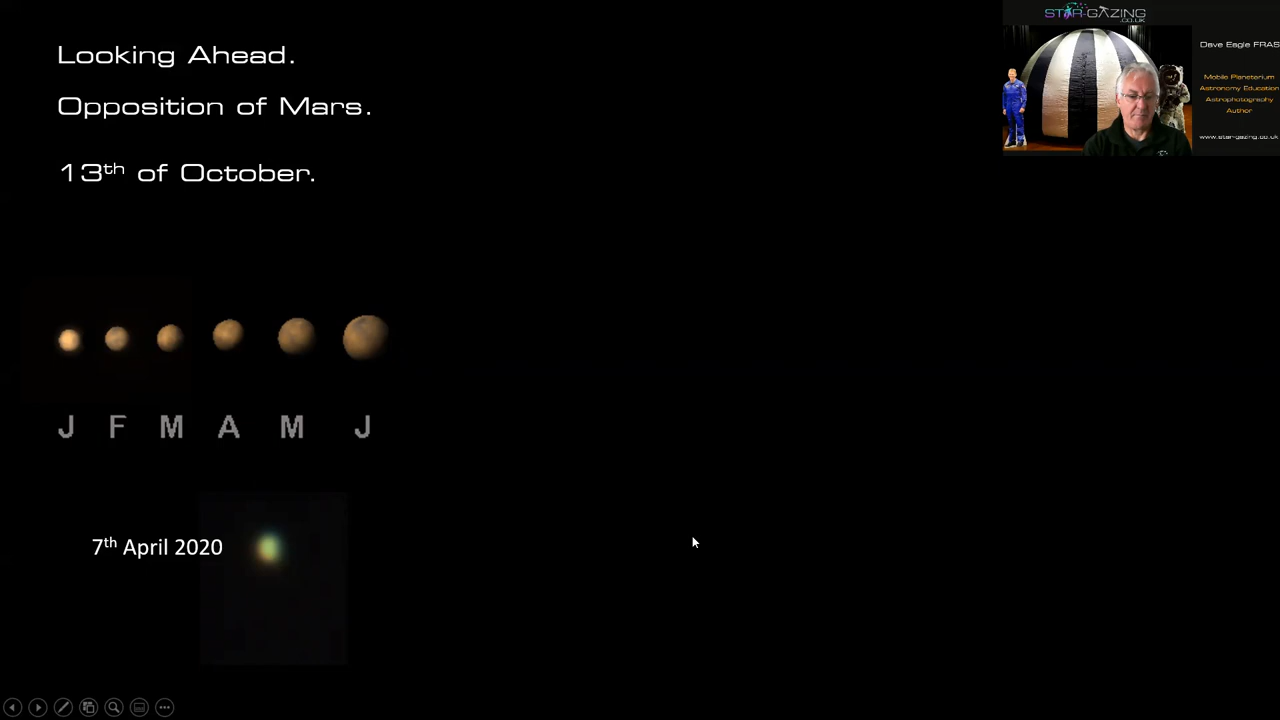 Looking Ahead.
Opposition of Mars.
13th of October.
J F M A M J
7th April 2020
STAR-GAZING
.CO.UK
Dave Eagle FRAS
Mobile Planetarium
Astronomy Education
Astrophotography
Author
www.star-gazing.co.uk